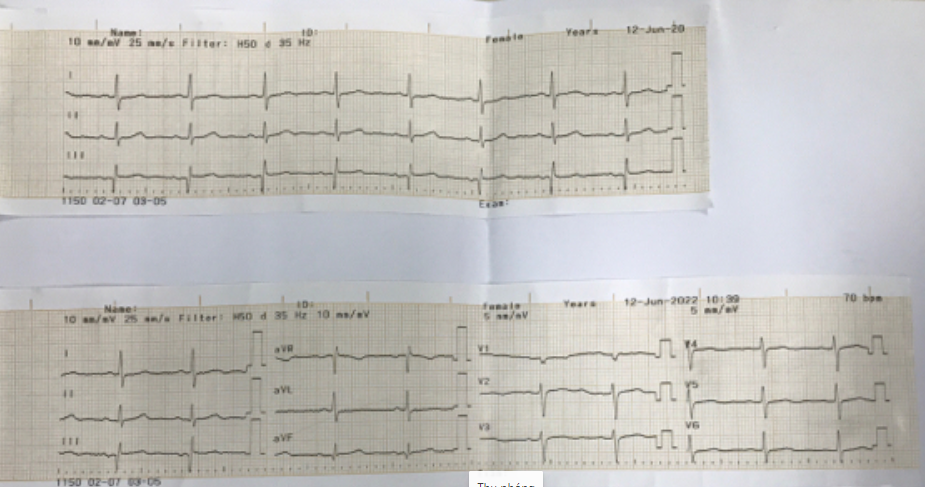 Name: ID: Female Years 12-Jun-20
10 mm/mV 25 mm/s Filter: H50 d 35 Hz
I
II
III
1150 02-07 03-05 Exam:
Name: ID: Female Years 12-Jun-2022 10:39 70 bpm
10 mm/mV 25 mm/s Filter: H50 d 35 Hz 10 mm/mV 5 mm/mV 5 mm/mV
I aVR V1 V4
II aVL V2 V5
III aVF V3 V6
1150 02-07 03-05
Thu phóng